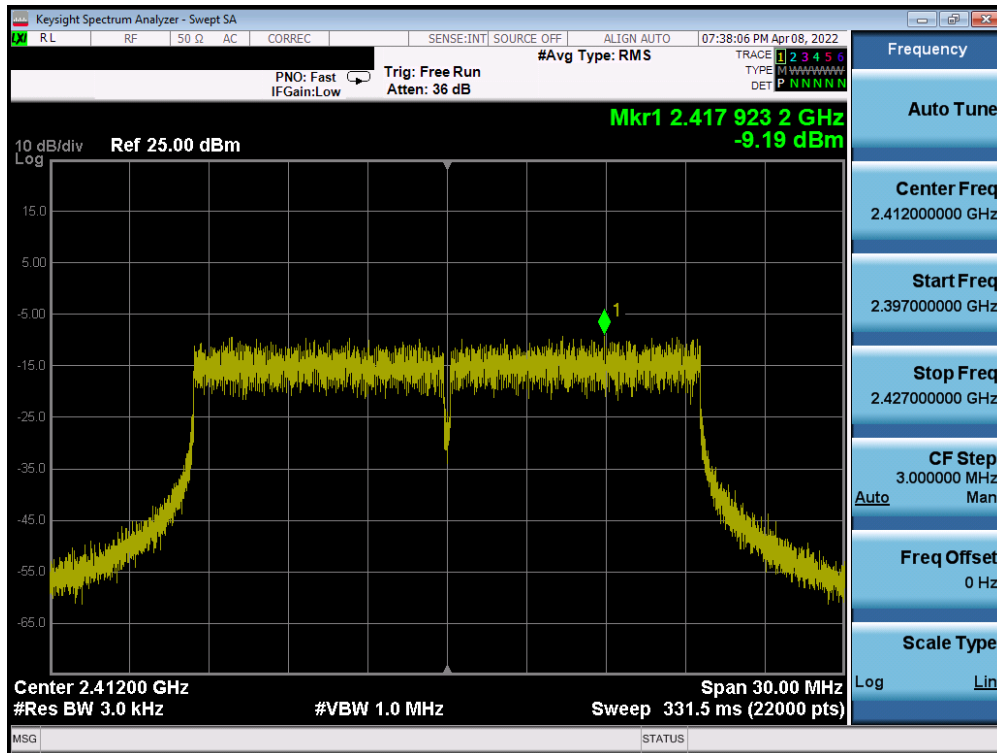 Keysight Spectrum Analyzer - Swept SA
LXI RL RF 50 Ω AC CORREC SENSE:INT SOURCE OFF ALIGN AUTO 07:38:06 PM Apr 08, 2022
#Avg Type: RMS TRACE 1 2 3 4 5 6
PNO: Fast Trig: Free Run TYPE M W W W W W
IFGain:Low Atten: 36 dB DET P N N N N N
Mkr1 2.417 923 2 GHz
-9.19 dBm
10 dB/div Ref 25.00 dBm
Log
15.0
5.00
-5.00
1
-15.0
-25.0
-35.0
-45.0
-55.0
-65.0
Center 2.41200 GHz Span 30.00 MHz
#Res BW 3.0 kHz #VBW 1.0 MHz Sweep 331.5 ms (22000 pts)
MSG STATUS
Frequency
Auto Tune
Center Freq
2.412000000 GHz
Start Freq
2.397000000 GHz
Stop Freq
2.427000000 GHz
CF Step
3.000000 MHz
Auto Man
Freq Offset
0 Hz
Scale Type
Log Lin